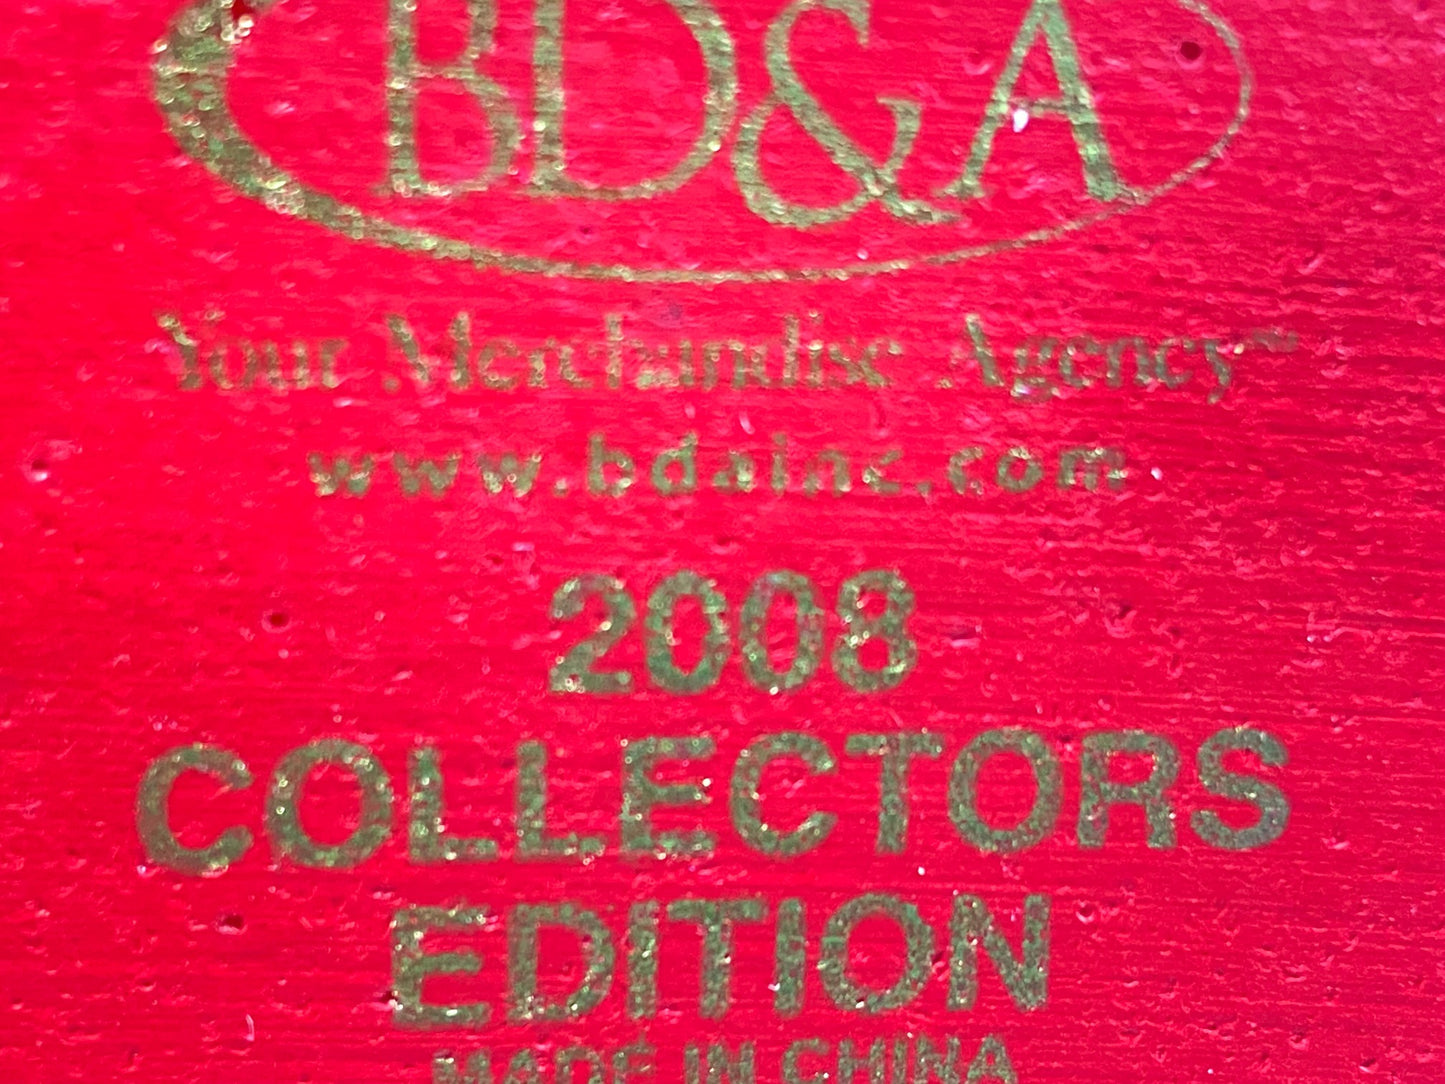 BD&A
Your Merchandise Agency™
www.bdainc.com
2008
COLLECTORS
EDITION
MADE IN CHINA